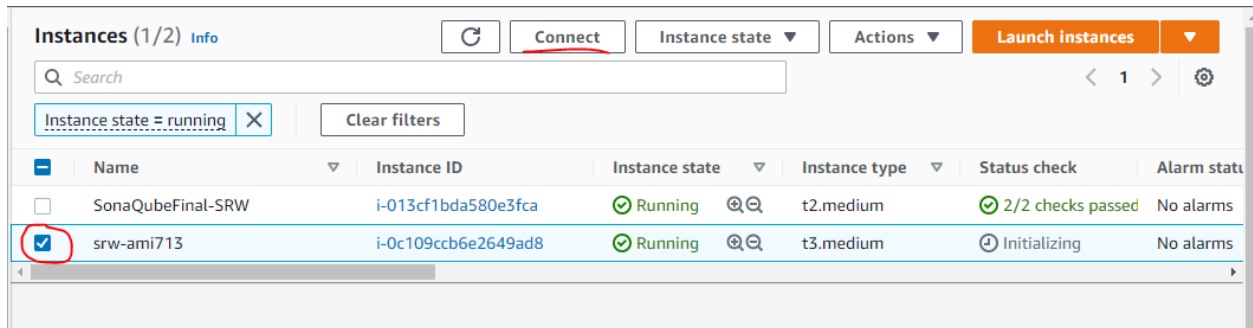 Instances (1/2) Info Connect Instance state Actions Launch instances
Search 1
Instance state = running Clear filters
Name Instance ID Instance state Instance type Status check Alarm statu
SonaQubeFinal-SRW i-013cf1bda580e3fca Running t2.medium 2/2 checks passed No alarms
srw-ami713 i-0c109ccb6e2649ad8 Running t3.medium Initializing No alarms